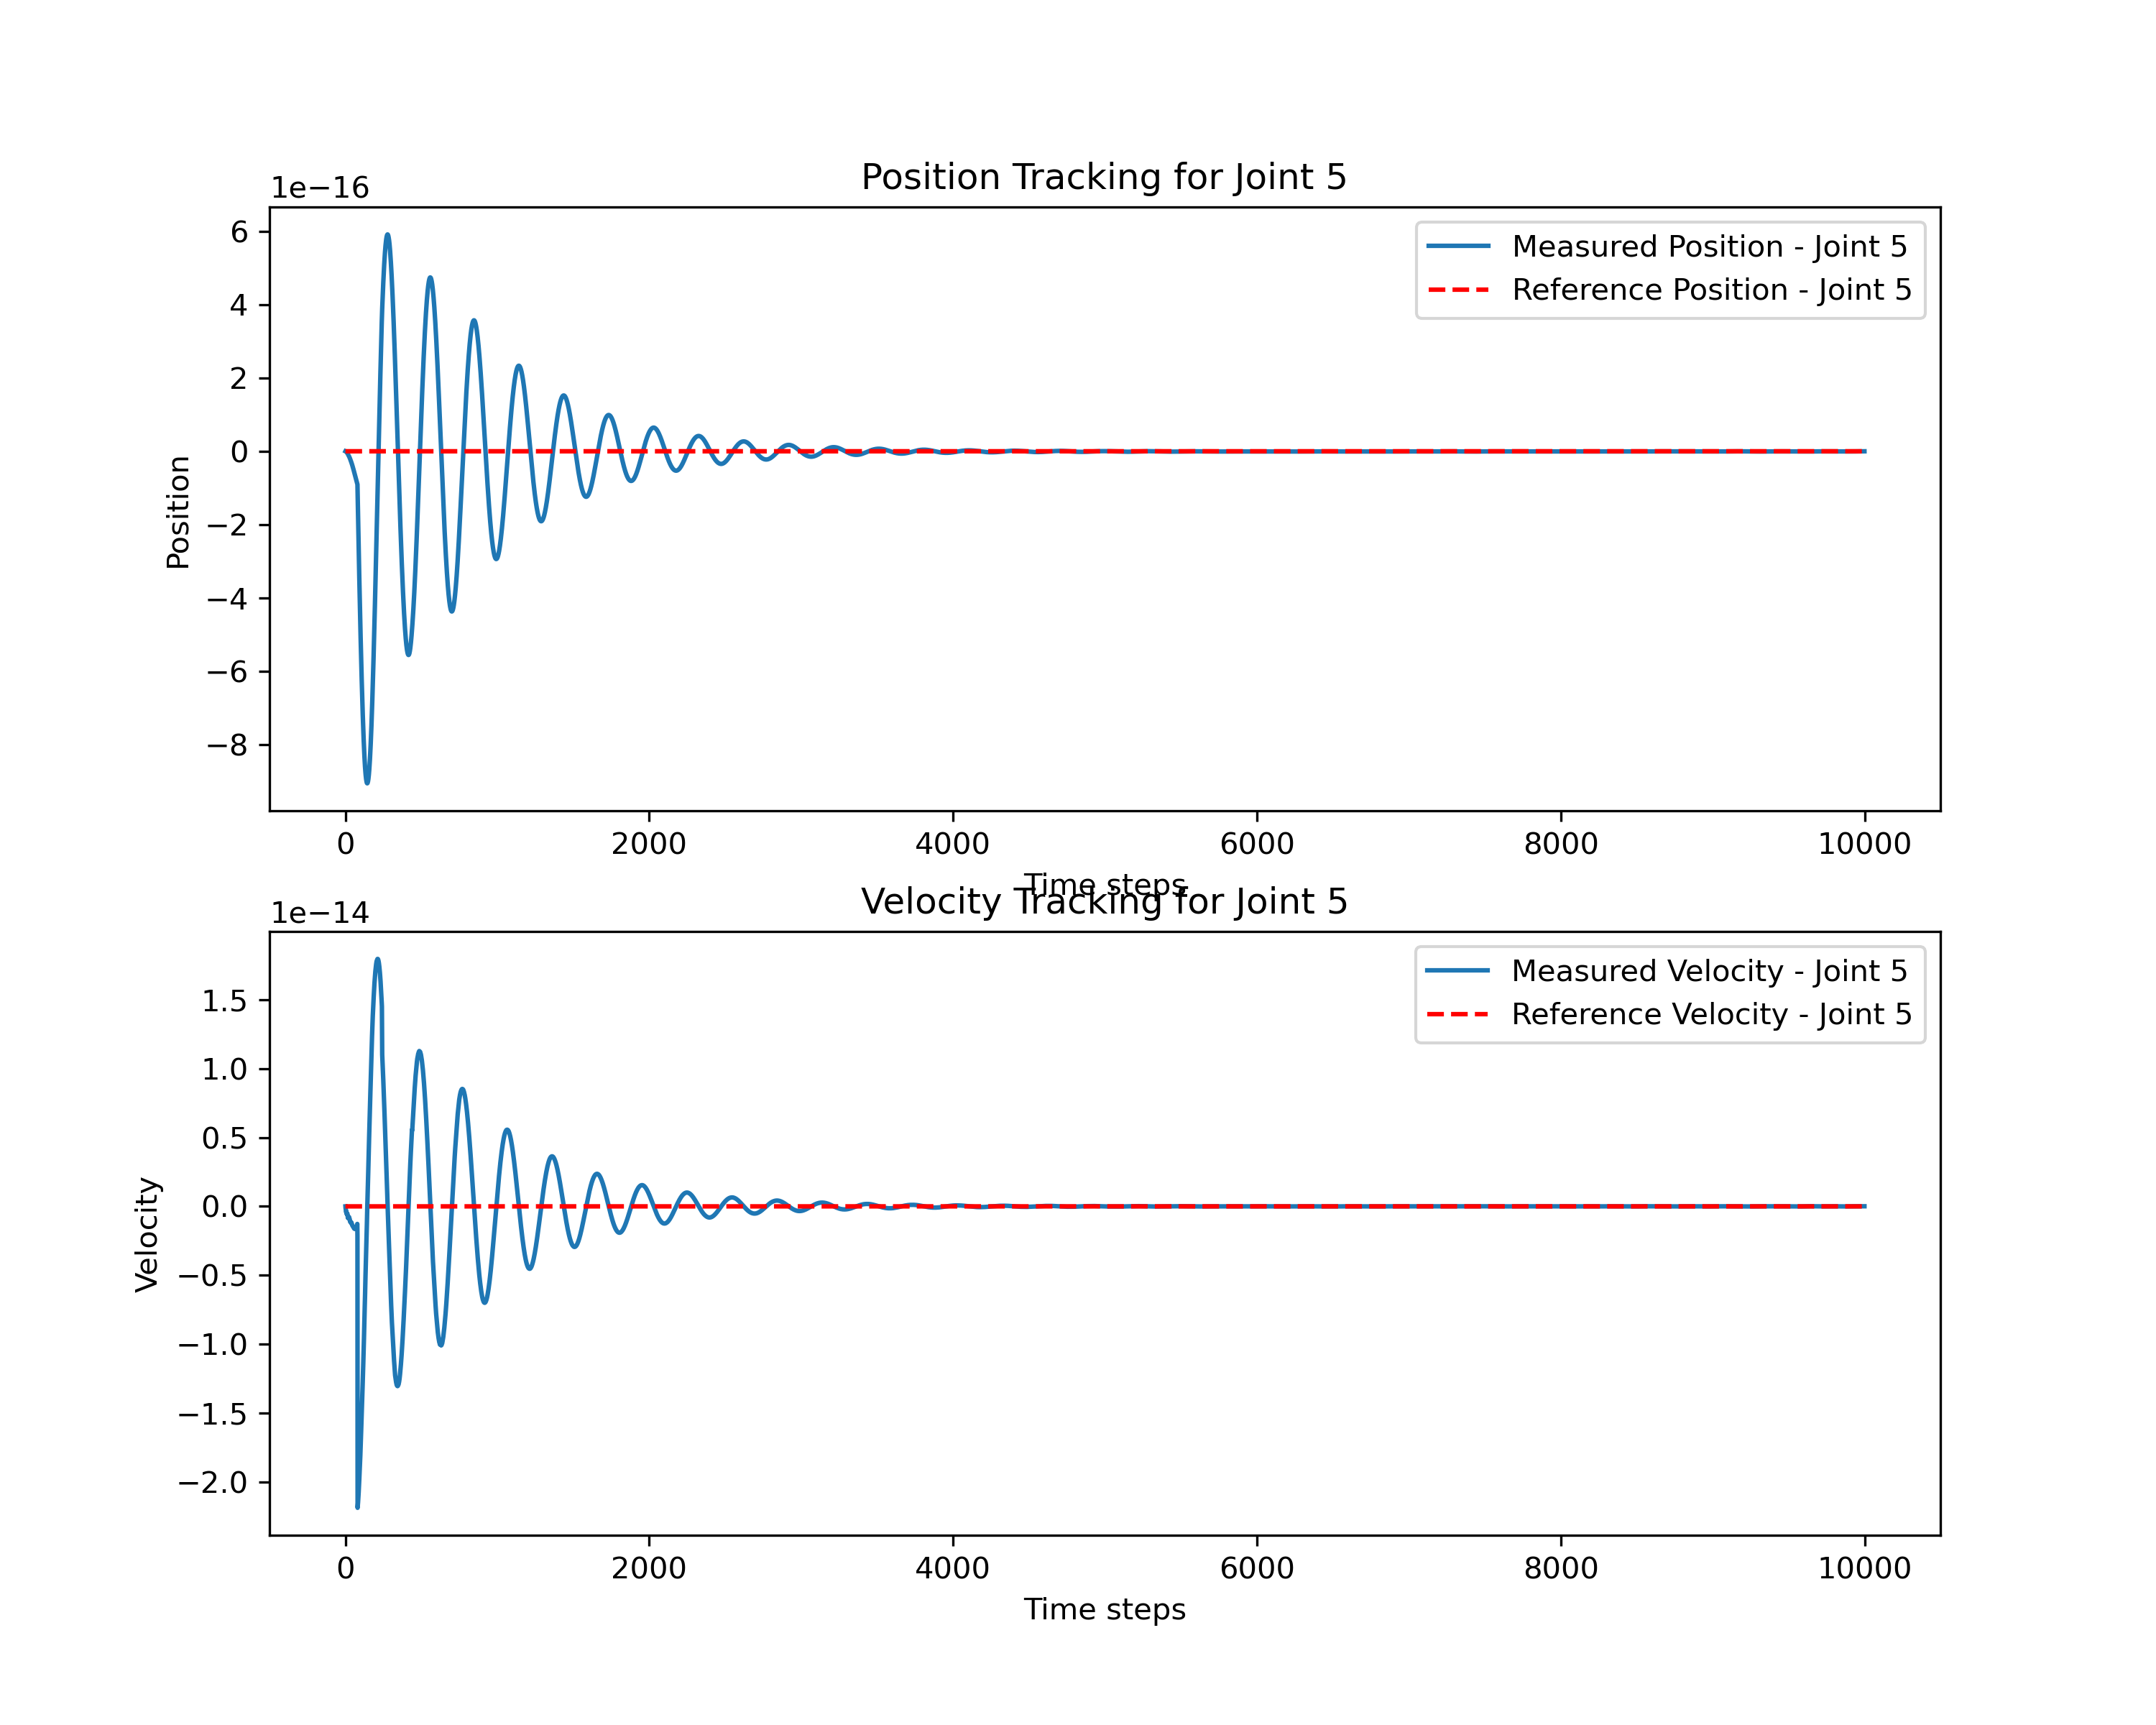 Position Tracking for Joint 5
1e−16
Measured Position - Joint 5
Reference Position - Joint 5
6
4
2
0
−2
−4
−6
−8
Position
0 2000 4000 6000 8000 10000
Time steps
Velocity Tracking for Joint 5
1e−14
Measured Velocity - Joint 5
Reference Velocity - Joint 5
1.5
1.0
0.5
0.0
−0.5
−1.0
−1.5
−2.0
Velocity
0 2000 4000 6000 8000 10000
Time steps